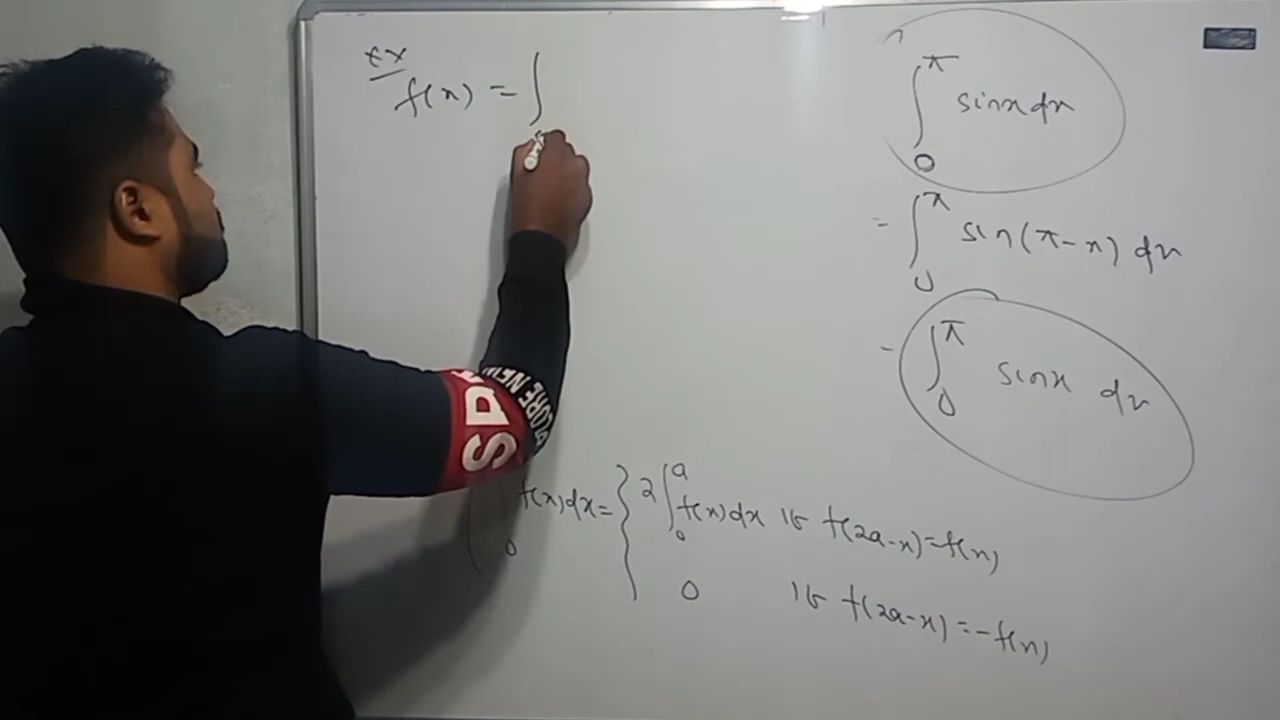 ex
f(x) = ∫
∫₀^π sinx dx
= ∫₀^π sin(π-x) dx
= ∫₀^π sinx dx
∫₀ f(x)dx = { 2∫₀^a f(x)dx if f(2a-x)=f(x)
0 if f(2a-x)=-f(x)